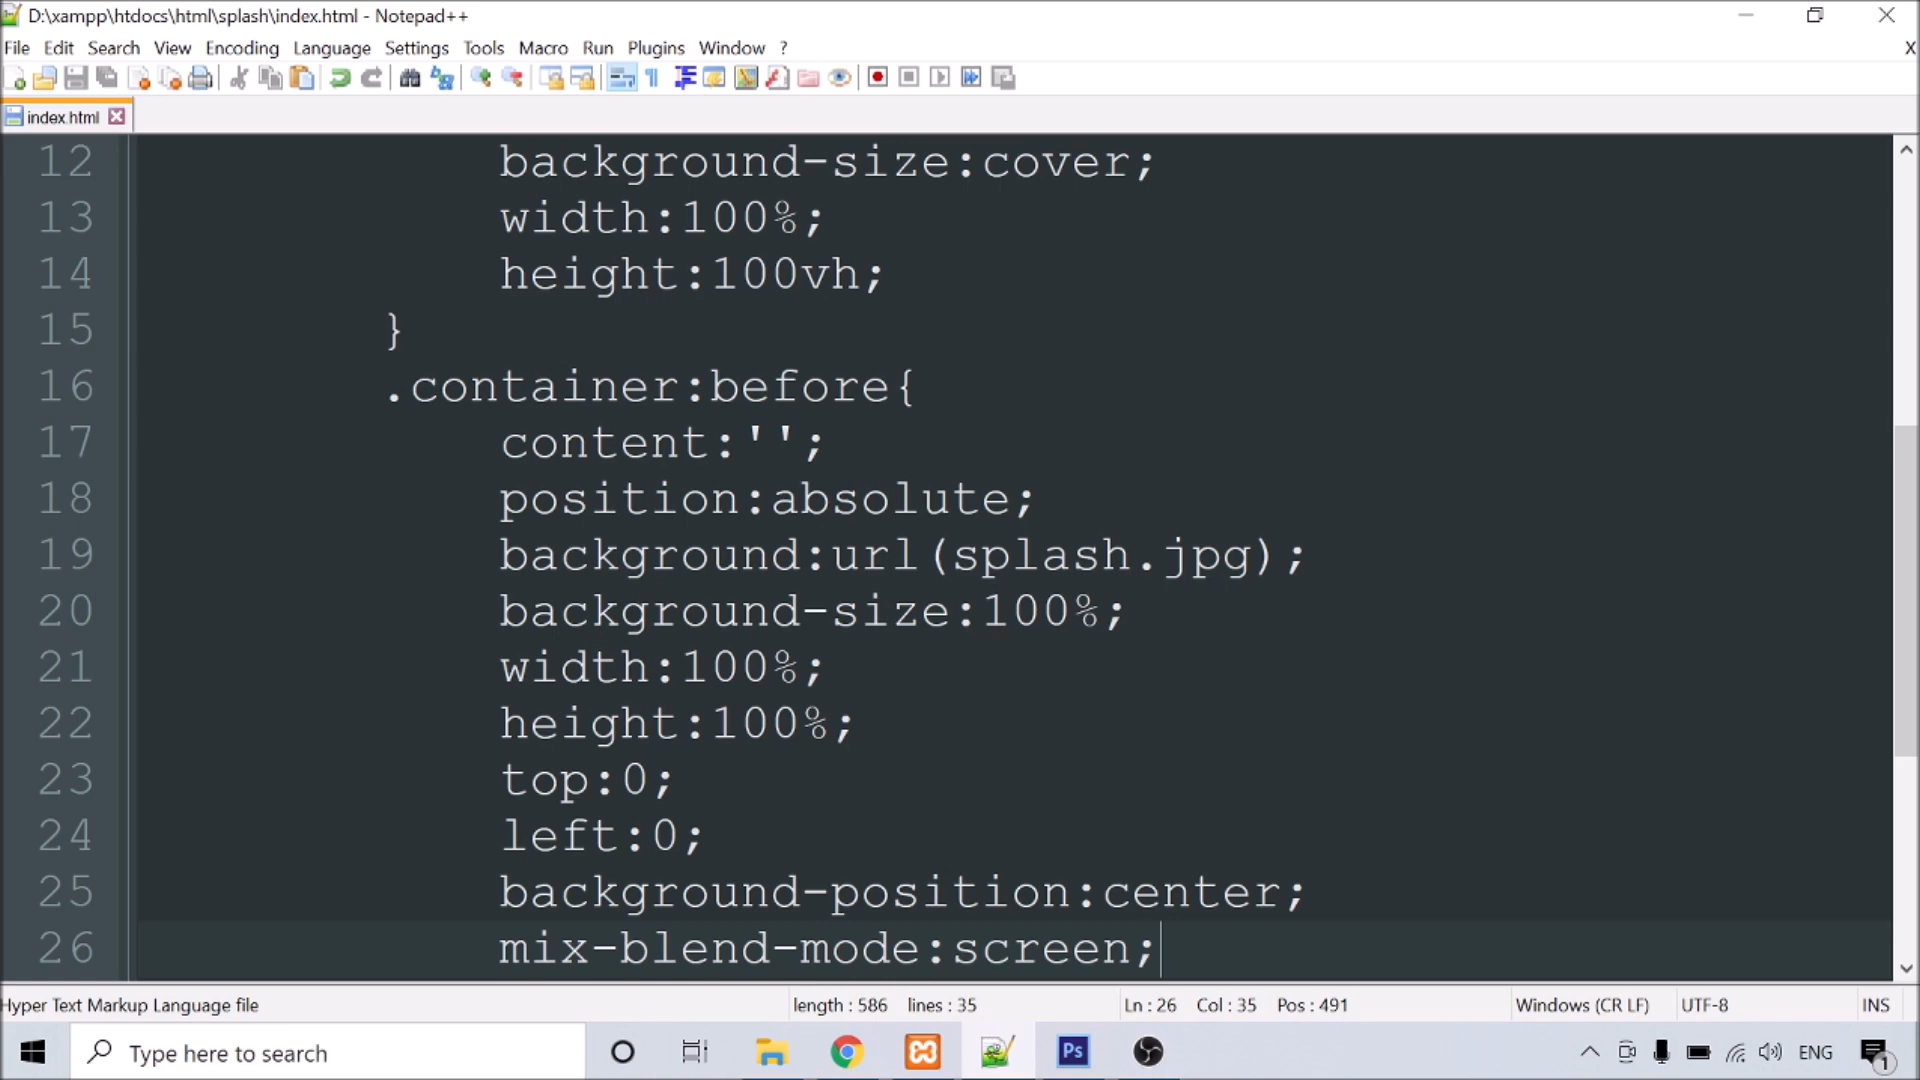 D:\xampp\htdocs\html\splash\index.html - Notepad++
File Edit Search View Encoding Language Settings Tools Macro Run Plugins Window ? X
index.html
12 background-size:cover;
13 width:100%;
14 height:100vh;
15 }
16 .container:before{
17 content:'';
18 position:absolute;
19 background:url(splash.jpg);
20 background-size:100%;
21 width:100%;
22 height:100%;
23 top:0;
24 left:0;
25 background-position:center;
26 mix-blend-mode:screen;
Hyper Text Markup Language file length : 586 lines : 35 Ln : 26 Col : 35 Pos : 491 Windows (CR LF) UTF-8 INS
Type here to search Ps ENG 1